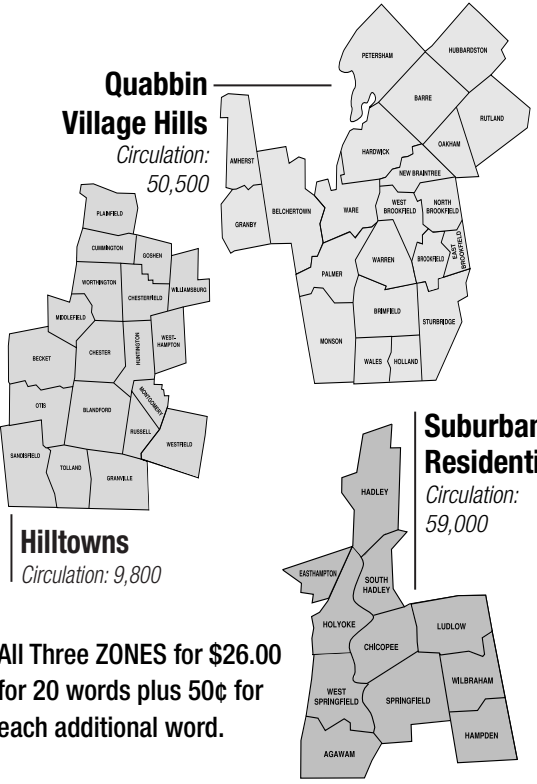 Quabbin
Village Hills
Circulation:
50,500
PETERSHAM
HUBBARDSTON
BARRE
RUTLAND
OAKHAM
HARDWICK
NEW BRAINTREE
AMHERST
BELCHERTOWN
GRANBY
WARE
WEST
BROOKFIELD
NORTH
BROOKFIELD
EAST
BROOKFIELD
BROOKFIELD
WARREN
PALMER
BRIMFIELD
STURBRIDGE
MONSON
WALES
HOLLAND
PLAINFIELD
CUMMINGTON
GOSHEN
WORTHINGTON
CHESTERFIELD
WILLIAMSBURG
MIDDLEFIELD
CHESTER
HUNTINGTON
WEST-
HAMPTON
BECKET
OTIS
BLANDFORD
MONTGOMERY
RUSSELL
WESTFIELD
SANDISFIELD
TOLLAND
GRANVILLE
Hilltowns
Circulation: 9,800
Suburban
Residenti
Circulation:
59,000
HADLEY
EASTHAMPTON
SOUTH
HADLEY
HOLYOKE
CHICOPEE
LUDLOW
WEST
SPRINGFIELD
SPRINGFIELD
WILBRAHAM
HAMPDEN
AGAWAM
All Three ZONES for $26.00
for 20 words plus 50¢ for
each additional word.